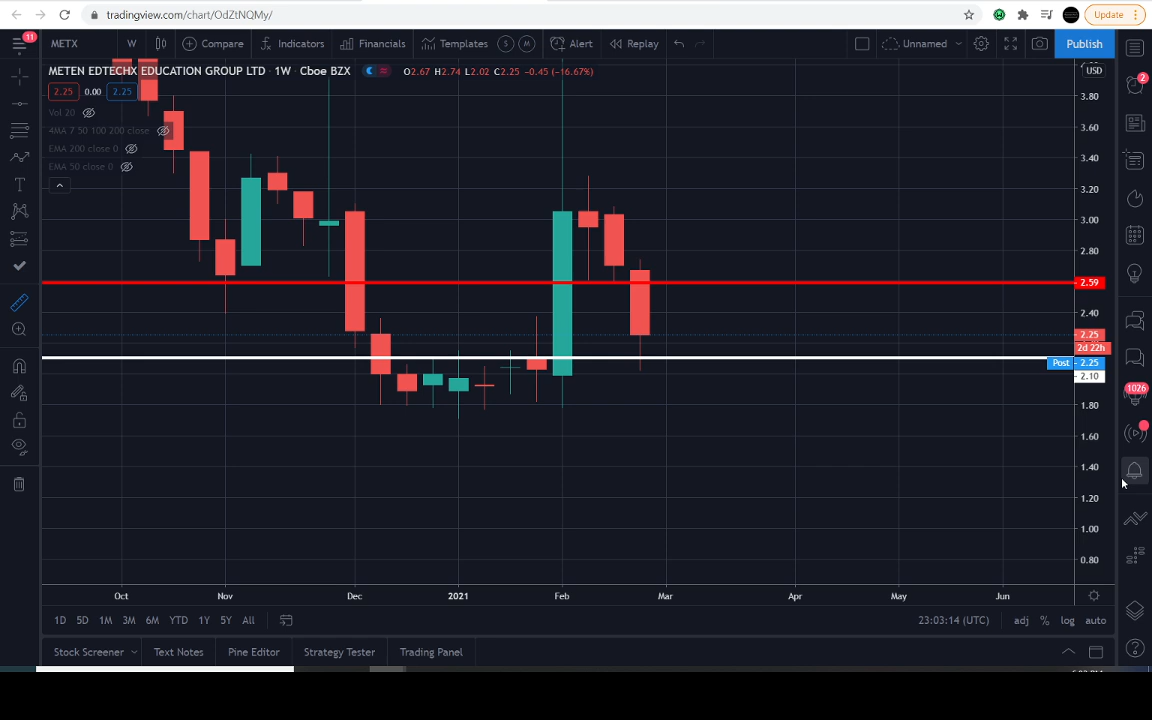 tradingview.com/chart/OdZtNQMy/
Update
11
METX
W
Compare
Indicators
Financials
Templates
S
M
Alert
Replay
Unnamed
Publish
METEN EDTECHX EDUCATION GROUP LTD · 1W · Cboe BZX
O2.67 H2.74 L2.02 C2.25 −0.45 (−16.67%)
USD
2.25
0.00
2.25
2
Vol 20
4MA 7 50 100 200 close
EMA 200 close 0
EMA 50 close 0
3.80
3.60
3.40
3.20
3.00
2.80
2.59
2.40
2.25
2d 22h
Post
2.25
2.10
1026
1.80
1.60
1.40
1.20
1.00
0.80
Oct
Nov
Dec
2021
Feb
Mar
Apr
May
Jun
1D
5D
1M
3M
6M
YTD
1Y
5Y
All
23:03:14 (UTC)
adj
%
log
auto
Stock Screener
Text Notes
Pine Editor
Strategy Tester
Trading Panel